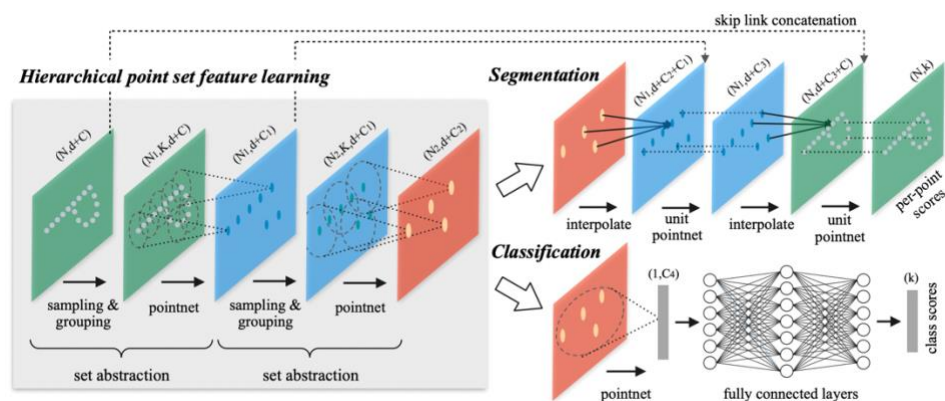 skip link concatenation
Hierarchical point set feature learning
Segmentation
(N,d+C)
(N1,K,d+C)
(N1,d+C1)
(N2,K,d+C1)
(N2,d+C2)
sampling &
grouping
pointnet
sampling &
grouping
pointnet
set abstraction
set abstraction
(N1,d+C2+C1)
(N1,d+C3)
(N,d+C3+C)
(N,k)
interpolate
unit
pointnet
interpolate
unit
pointnet
per-point
scores
Classification
(1,C4)
(k)
class scores
pointnet
fully connected layers